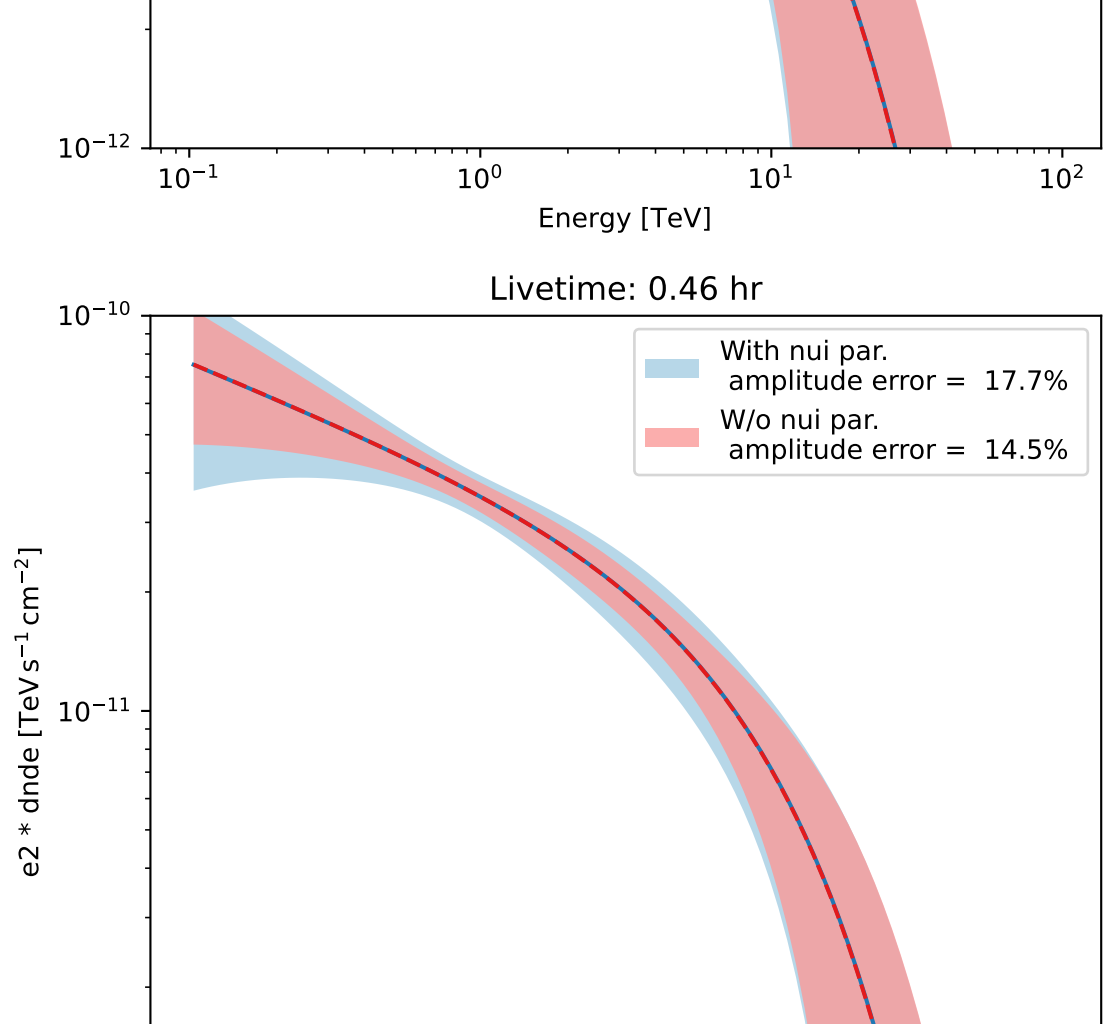 10⁻¹²
10⁻¹ 10⁰ 10¹ 10²
Energy [TeV]
Livetime: 0.46 hr
10⁻¹⁰
With nui par.
amplitude error = 17.7%
W/o nui par.
amplitude error = 14.5%
10⁻¹¹
e2 * dnde [TeV s⁻¹ cm⁻²]